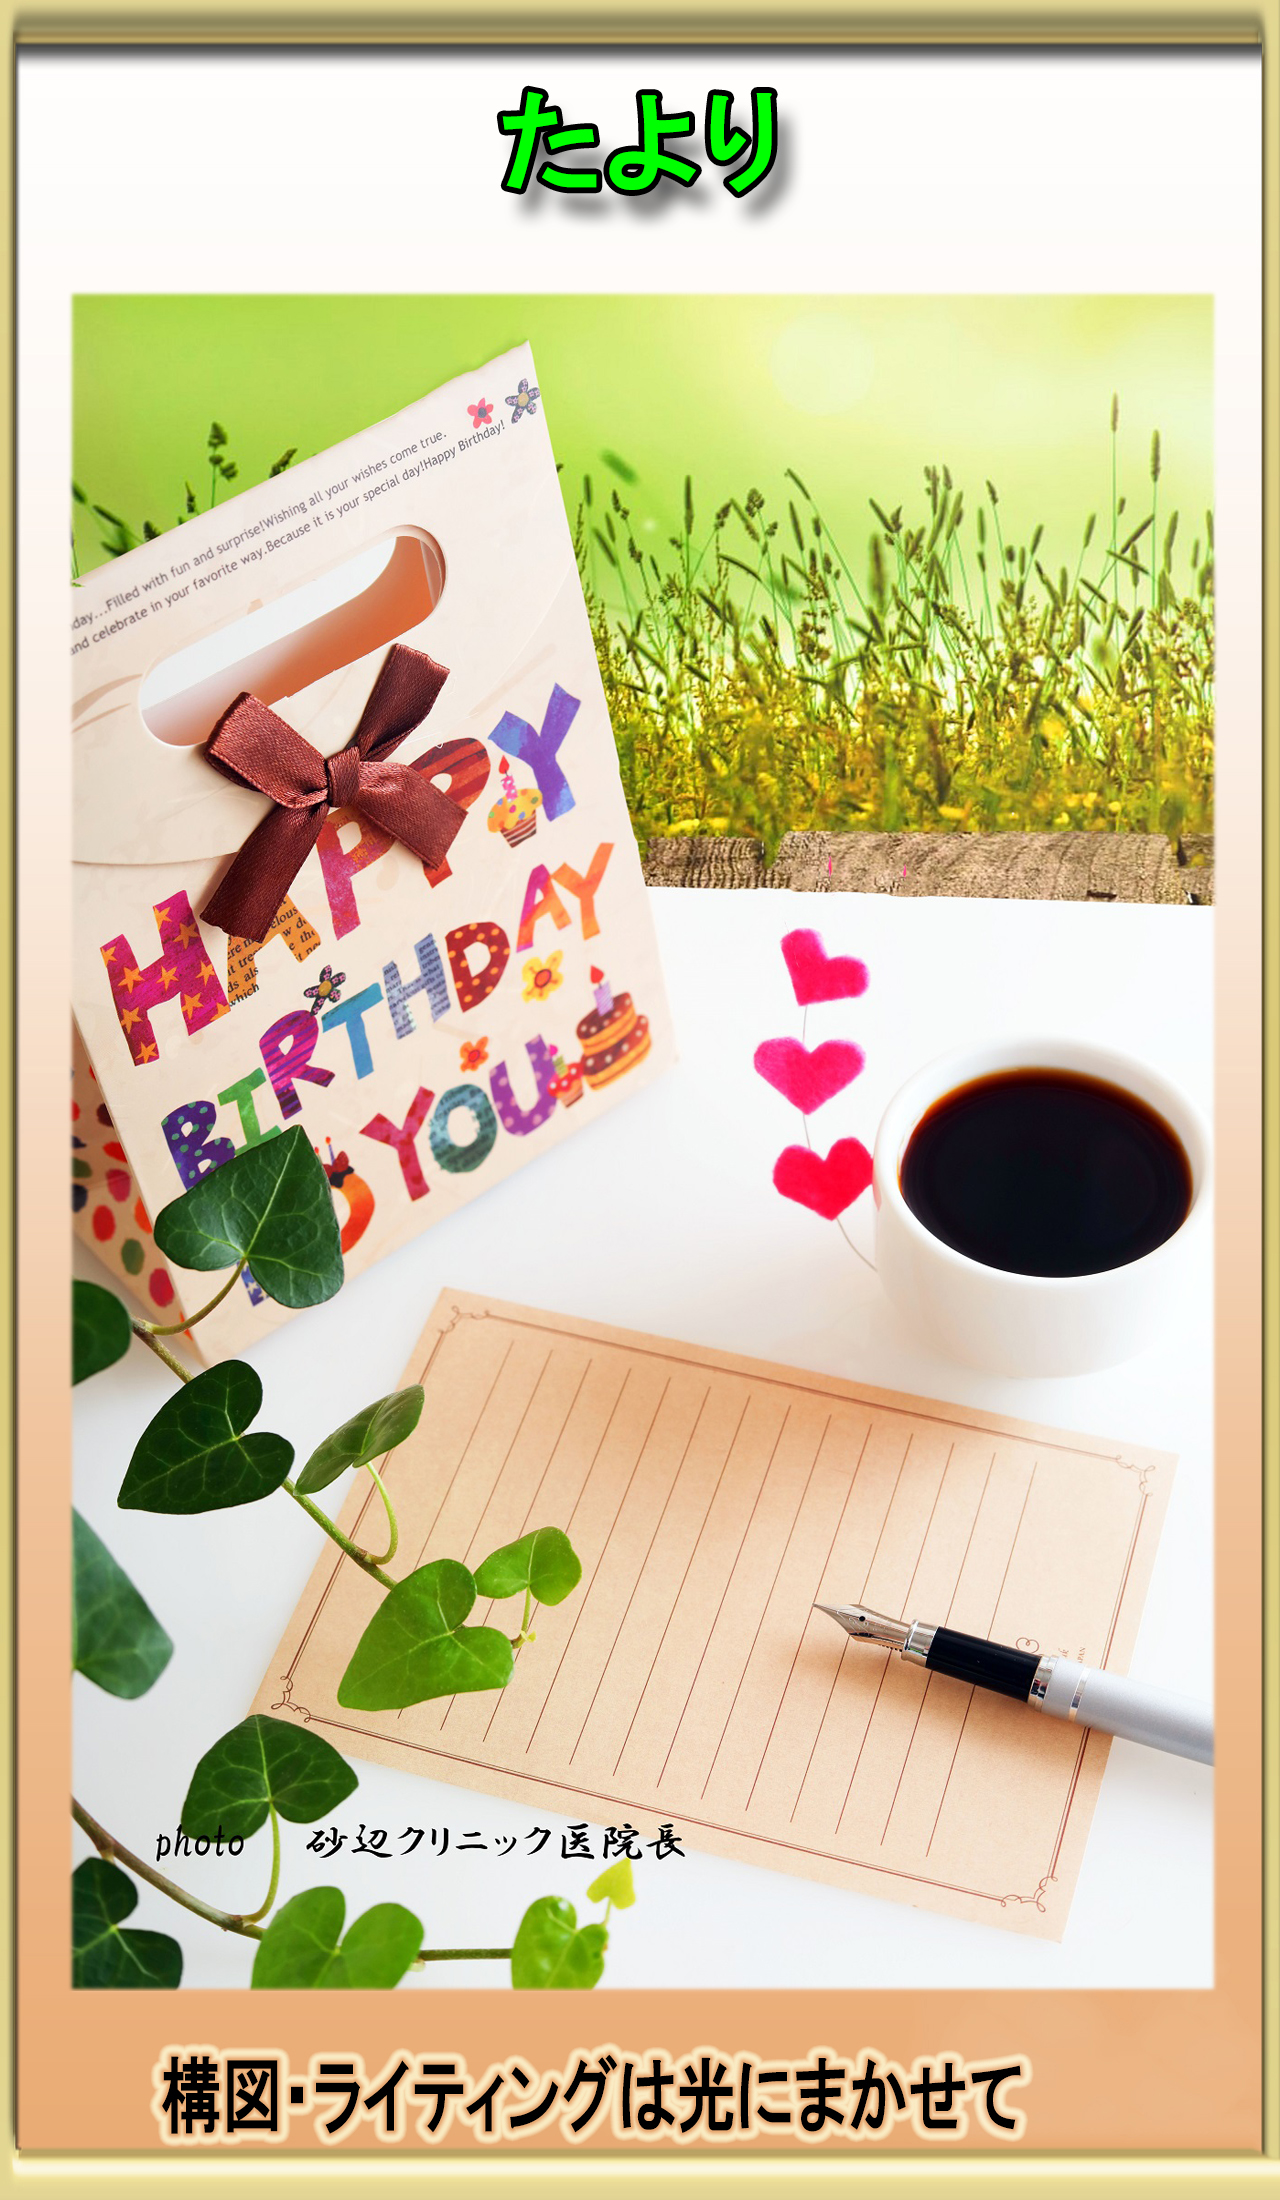 たより
day...Filled with fun and surprise!Wishing all your wishes come true.
and celebrate in your favorite way.Because it is your special day!Happy Birthday!
HAPPY
BIRTHDAY
TO YOU
photo 砂辺クリニック医院長
構図・ライティングは光にまかせて